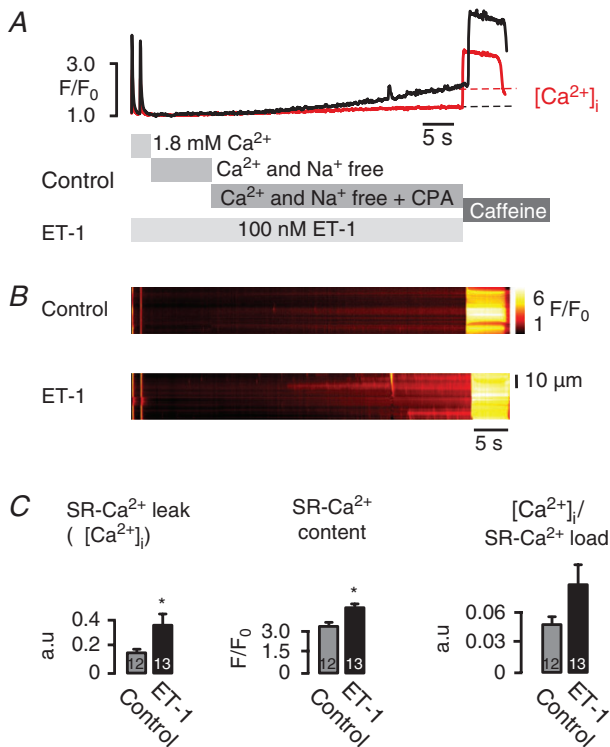 A
3.0
F/F₀
1.0
[Ca²⁺]ᵢ
5 s
1.8 mM Ca²⁺
Control
Ca²⁺ and Na⁺ free
Ca²⁺ and Na⁺ free + CPA
Caffeine
ET-1
100 nM ET-1
B
Control
6
F/F₀
1
ET-1
10 µm
5 s
C
SR-Ca²⁺ leak
( [Ca²⁺]ᵢ)
a.u
0.4
0.2
0
*
12
13
Control
ET-1
SR-Ca²⁺
content
F/F₀
3.0
1.5
0
*
12
13
Control
ET-1
[Ca²⁺]ᵢ/
SR-Ca²⁺ load
a.u
0.06
0.03
0
12
13
Control
ET-1